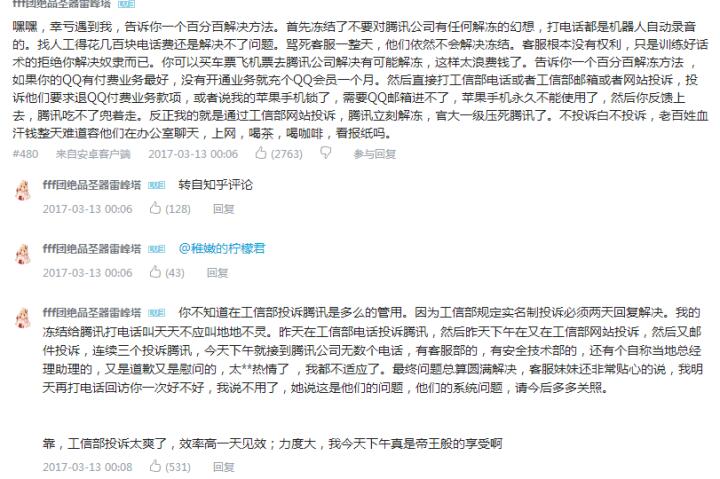 fff团绝品圣器雷峰塔
嘿嘿，幸亏遇到我，告诉你一个百分百解决方法。首先冻结了不要对腾讯公司有任何解冻的幻想，打电话都是机器人自动录音
的。找人工得花几百块电话费还是解决不了问题。骂死客服一整天，他们依然不会解决冻结。客服根本没有权利，只是训练好话
术的拒绝你解决奴隶而已。你可以买车票飞机票去腾讯公司解决有可能解冻，这样太浪费钱了。告诉你一个百分百解冻方法，
如果你的QQ有付费业务最好，没有开通业务就充个QQ会员一个月。然后直接打工信部电话或者工信部邮箱或者网站投诉，投
诉他们要求退QQ付费业务款项，或者说我的苹果手机锁了，需要QQ邮箱进不了，苹果手机永久不能使用了，然后你反馈上
去，腾讯吃不了兜着走。反正我的就是通过工信部网站投诉，腾讯立刻解冻，官大一级压死腾讯了。不投诉白不投诉，老百姓血
汗钱整天难道容他们在办公室聊天，上网，喝茶，喝咖啡，看报纸吗。
#480 来自安卓客户端 2017-03-13 00:06 (2763) 参与回复
fff团绝品圣器雷峰塔 转自知乎评论
2017-03-13 00:06 (128) 回复
fff团绝品圣器雷峰塔 @稚嫩的柠檬君
2017-03-13 00:06 (43) 回复
fff团绝品圣器雷峰塔 你不知道在工信部投诉腾讯是多么的管用。因为工信部规定实名制投诉必须两天回复解决。我的
冻结给腾讯打电话叫天天不应叫地地不灵。昨天在工信部电话投诉腾讯，然后昨天下午在又在工信部网站投诉，然后又邮
件投诉，连续三个投诉腾讯，今天下午就接到腾讯公司无数个电话，有客服部的，有安全技术部的，还有个自称当地总经
理助理的，又是道歉又是慰问的，太**热情了，我都不适应了。最终问题总算圆满解决，客服妹妹还非常贴心的说，我明
天再打电话回访你一次好不好，我说不用了，她说这是他们的问题，他们的系统问题，请今后多多关照。
靠，工信部投诉太爽了，效率高一天见效；力度大，我今天下午真是帝王般的享受啊
2017-03-13 00:08 (531) 回复